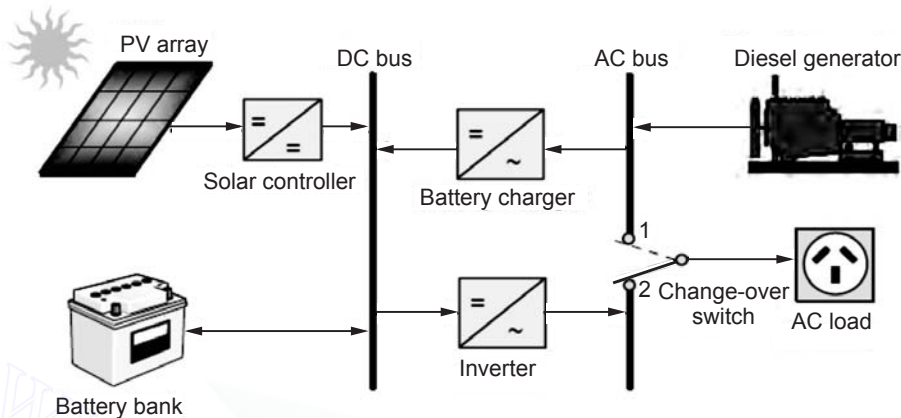 PV array
DC bus
AC bus
Diesel generator
=
=
Solar controller
=
~
Battery charger
1
2
Change-over
switch
AC load
=
~
Inverter
Battery bank